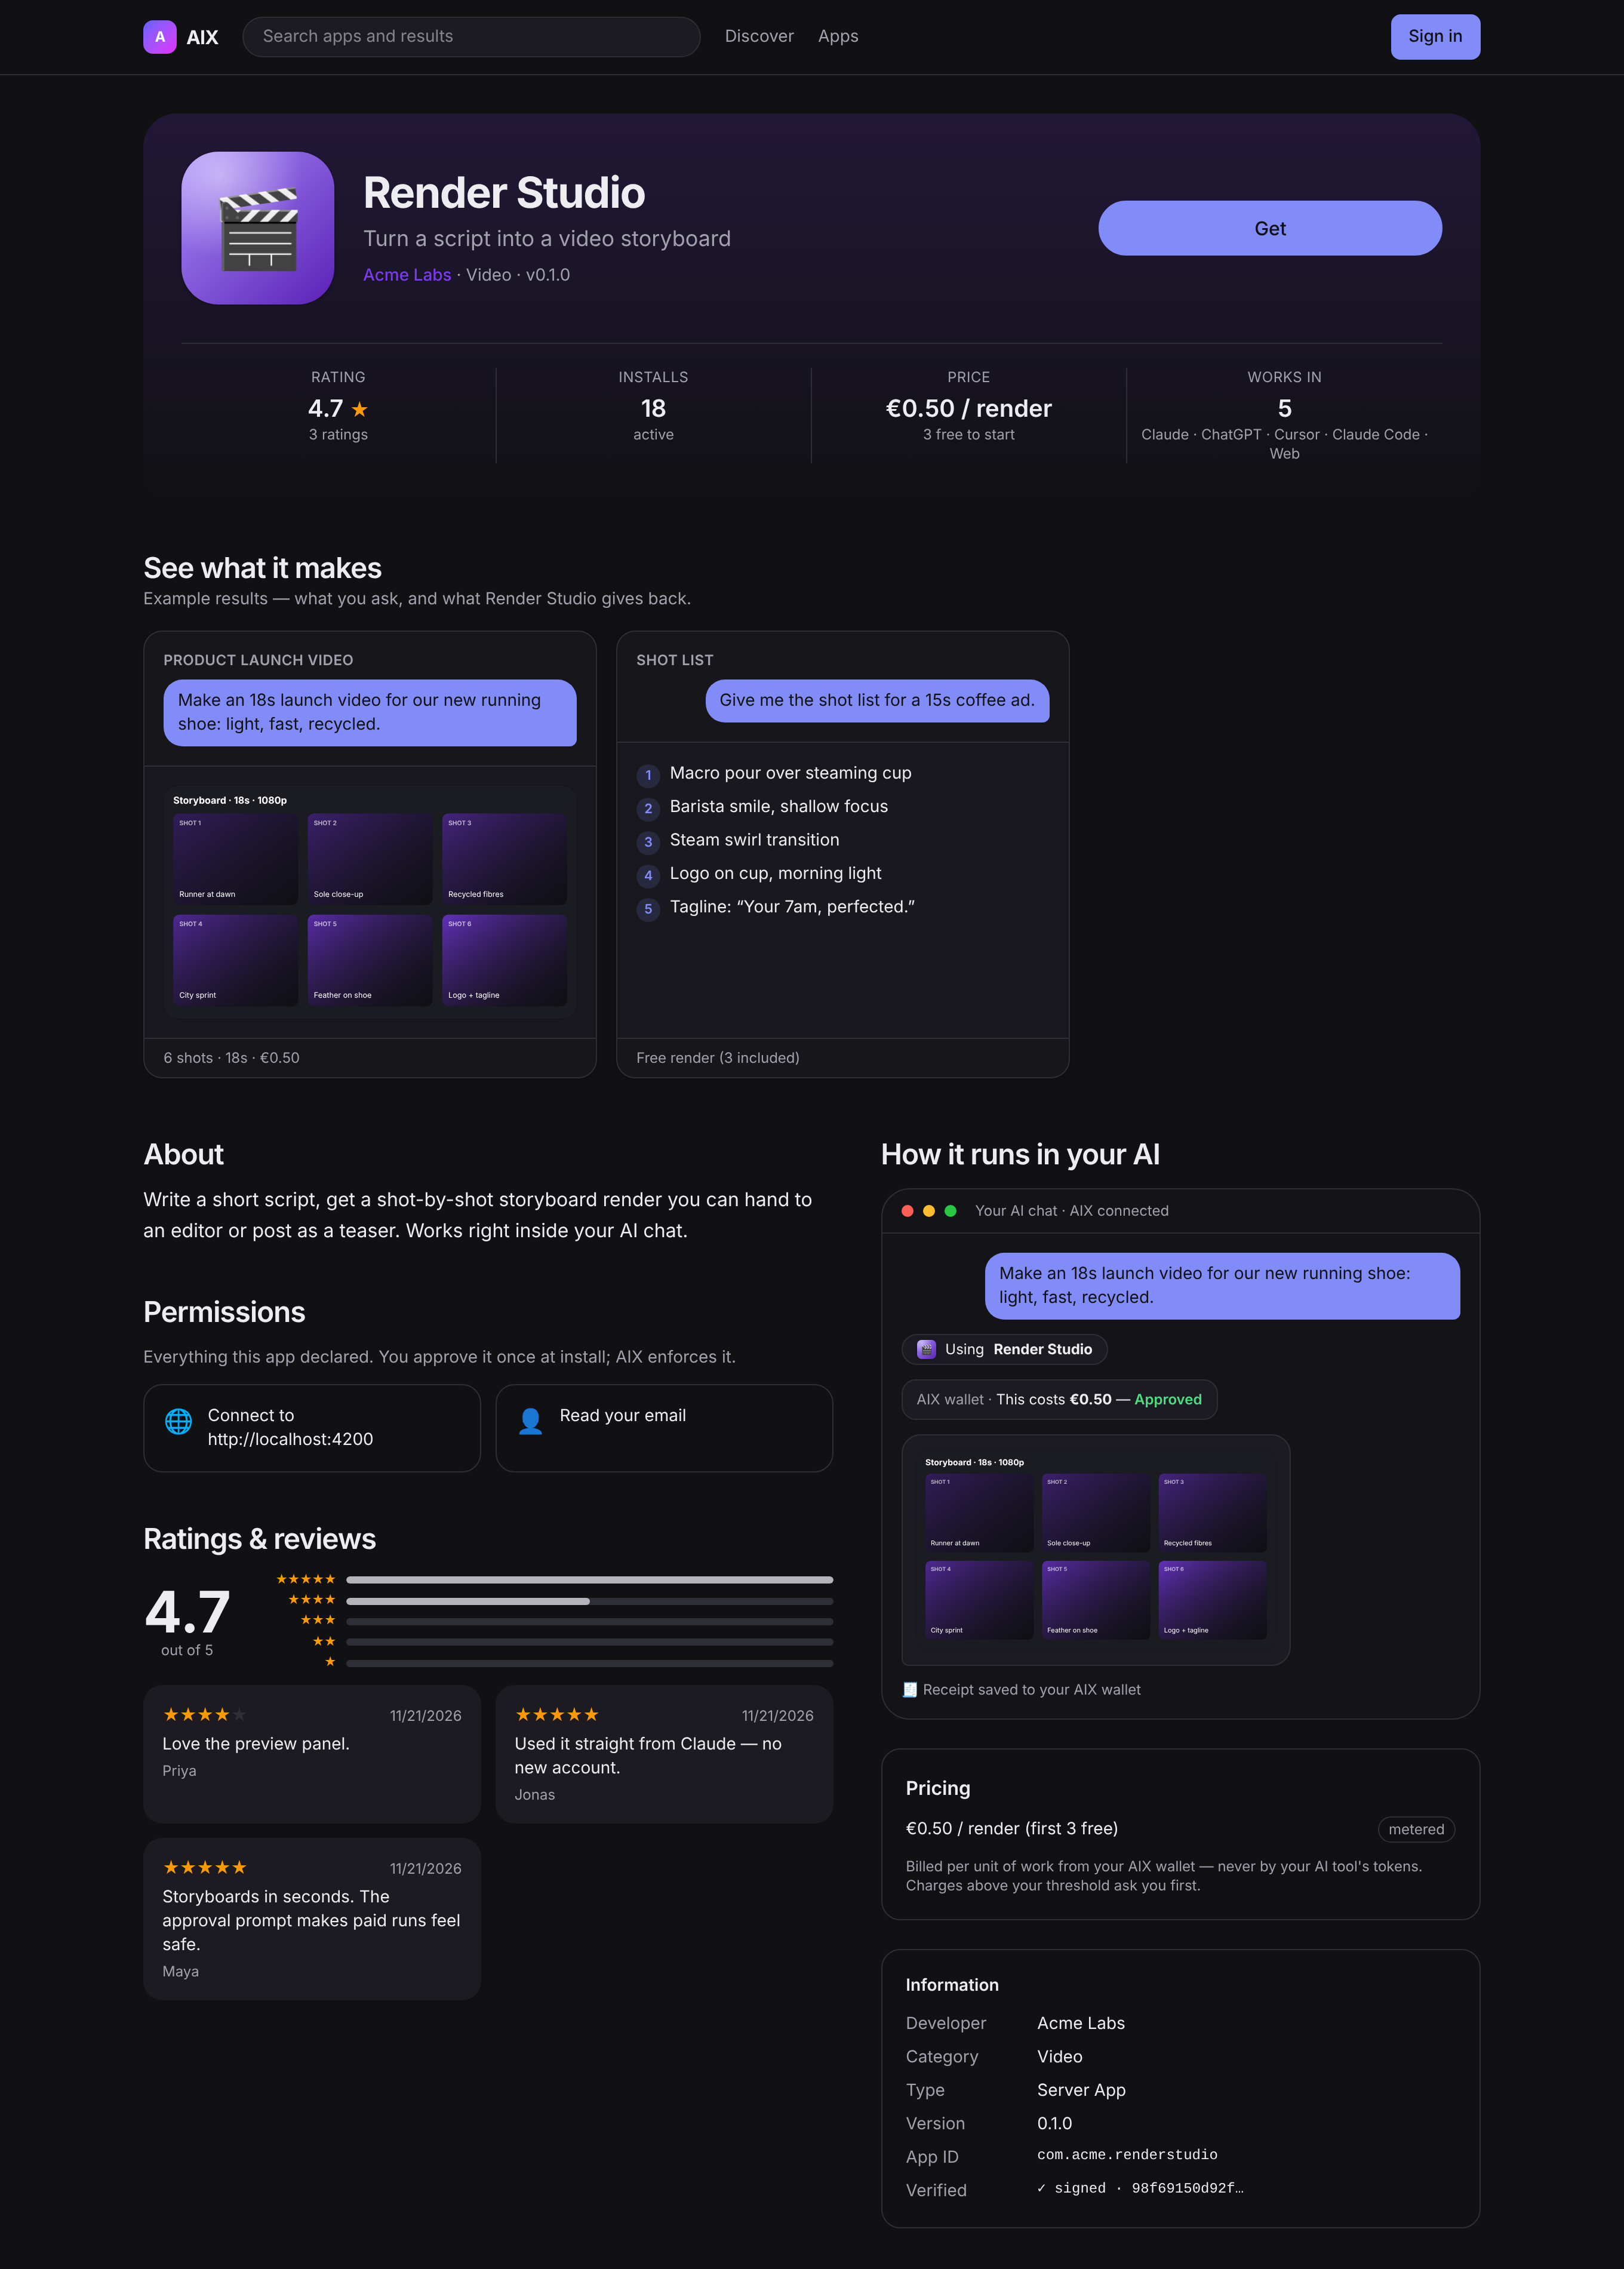 A AIX
Search apps and results
Discover
Apps
Sign in
Render Studio
Turn a script into a video storyboard
Acme Labs · Video · v0.1.0
Get
RATING
4.7 ★
3 ratings
INSTALLS
18
active
PRICE
€0.50 / render
3 free to start
WORKS IN
5
Claude · ChatGPT · Cursor · Claude Code ·
Web
See what it makes
Example results — what you ask, and what Render Studio gives back.
PRODUCT LAUNCH VIDEO
Make an 18s launch video for our new running
shoe: light, fast, recycled.
Storyboard · 18s · 1080p
SHOT 1
Runner at dawn
SHOT 2
Sole close-up
SHOT 3
Recycled fibres
SHOT 4
City sprint
SHOT 5
Feather on shoe
SHOT 6
Logo + tagline
6 shots · 18s · €0.50
SHOT LIST
Give me the shot list for a 15s coffee ad.
1 Macro pour over steaming cup
2 Barista smile, shallow focus
3 Steam swirl transition
4 Logo on cup, morning light
5 Tagline: “Your 7am, perfected.”
Free render (3 included)
About
Write a short script, get a shot-by-shot storyboard render you can hand to
an editor or post as a teaser. Works right inside your AI chat.
Permissions
Everything this app declared. You approve it once at install; AIX enforces it.
Connect to
http://localhost:4200
Read your email
Ratings & reviews
4.7
out of 5
★★★★★
★★★★
★★★
★★
★
★★★★★ 11/21/2026
Love the preview panel.
Priya
★★★★★ 11/21/2026
Used it straight from Claude — no
new account.
Jonas
★★★★★ 11/21/2026
Storyboards in seconds. The
approval prompt makes paid runs feel
safe.
Maya
How it runs in your AI
Your AI chat · AIX connected
Make an 18s launch video for our new running shoe:
light, fast, recycled.
Using Render Studio
AIX wallet · This costs €0.50 — Approved
Storyboard · 18s · 1080p
SHOT 1
Runner at dawn
SHOT 2
Sole close-up
SHOT 3
Recycled fibres
SHOT 4
City sprint
SHOT 5
Feather on shoe
SHOT 6
Logo + tagline
Receipt saved to your AIX wallet
Pricing
€0.50 / render (first 3 free)
metered
Billed per unit of work from your AIX wallet — never by your AI tool's tokens.
Charges above your threshold ask you first.
Information
Developer Acme Labs
Category Video
Type Server App
Version 0.1.0
App ID com.acme.renderstudio
Verified ✓ signed · 98f69150d92f…